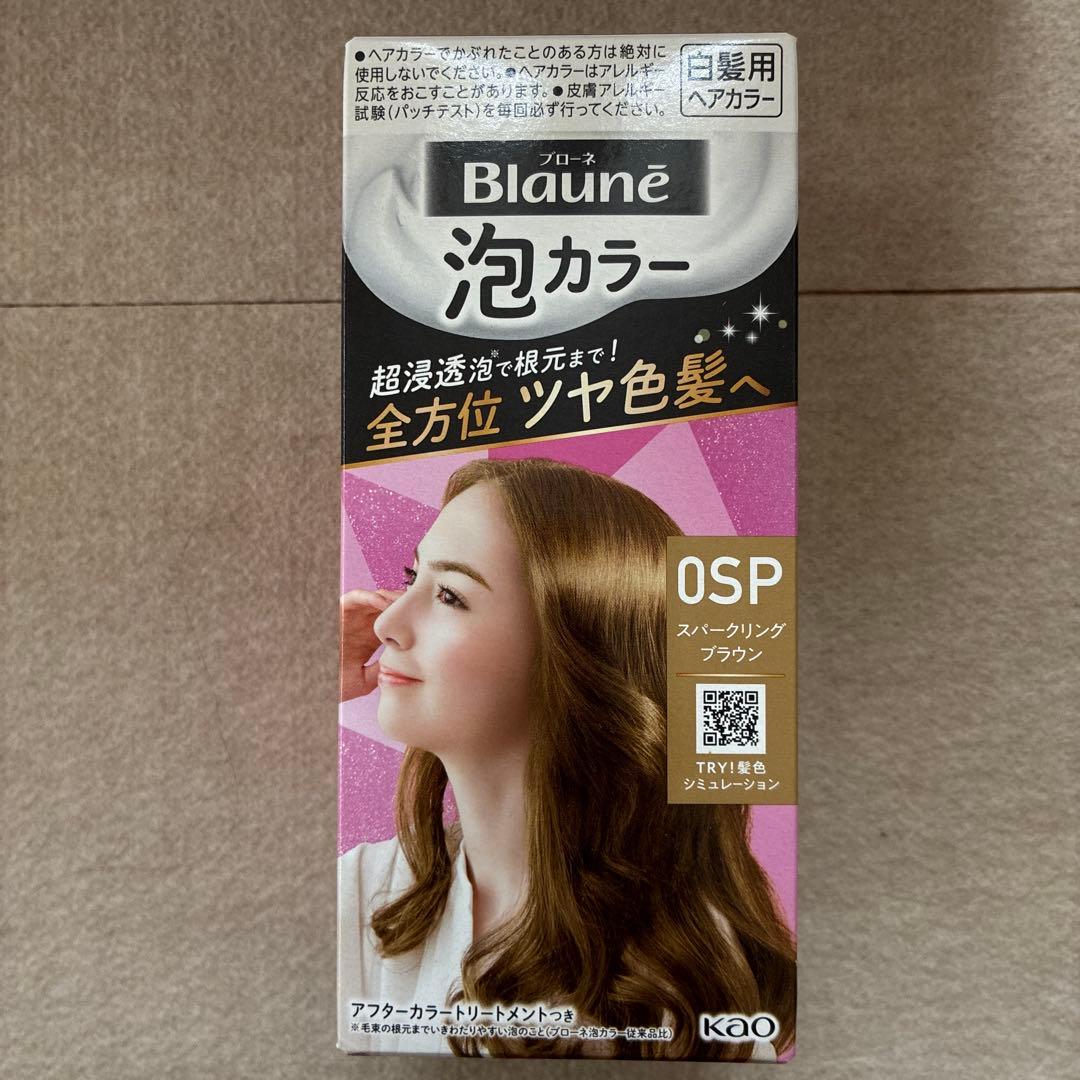 ●ヘアカラーでかぶれたことのある方は絶対に
使用しないでください。●ヘアカラーはアレルギー
反応をおこすことがあります。●皮膚アレルギー
試験(パッチテスト)を毎回必ず行ってください。
白髪用
ヘアカラー
ブローネ
Blaunē
泡カラー
超浸透泡※で根元まで!
全方位 ツヤ色髪へ
0SP
スパークリング
ブラウン
TRY!髪色
シミュレーション
アフターカラートリートメントつき
※毛束の根元までいきわたりやすい泡のこと(ブローネ泡カラー従来品比)
Kao